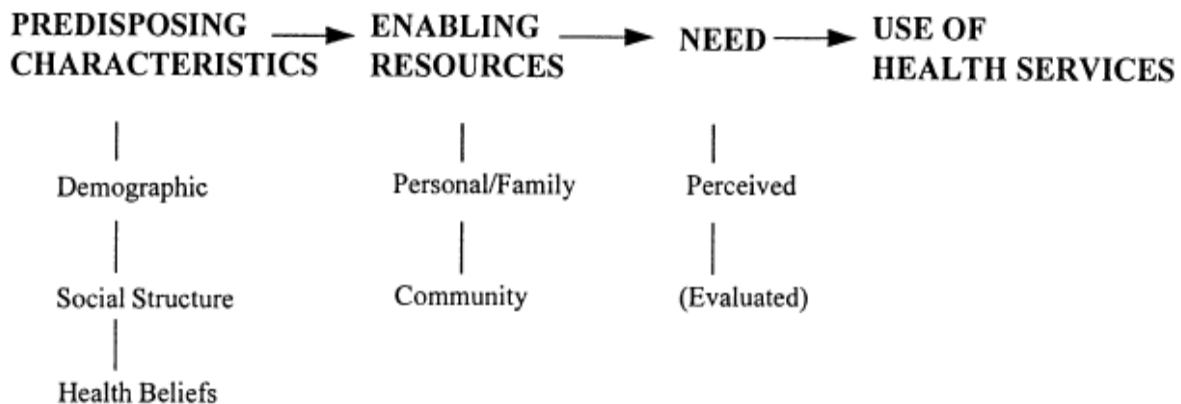 PREDISPOSING
CHARACTERISTICS
ENABLING
RESOURCES
NEED
USE OF
HEALTH SERVICES
Demographic
Personal/Family
Perceived
Social Structure
Community
(Evaluated)
Health Beliefs